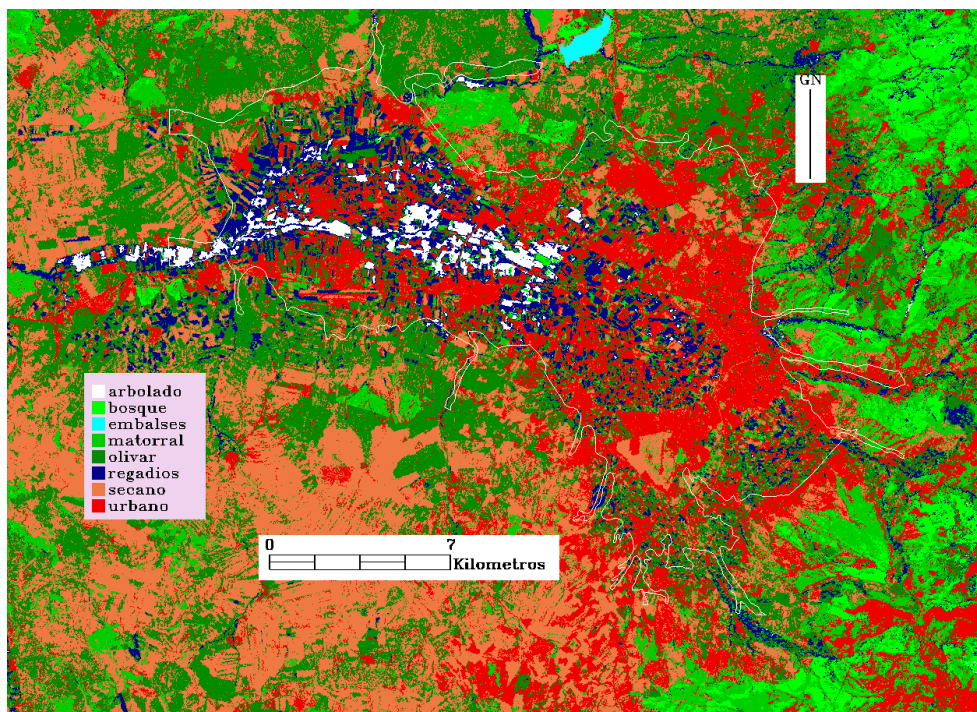 GN
arbolado
bosque
embalses
matorral
olivar
regadios
secano
urbano
0 7
Kilometros